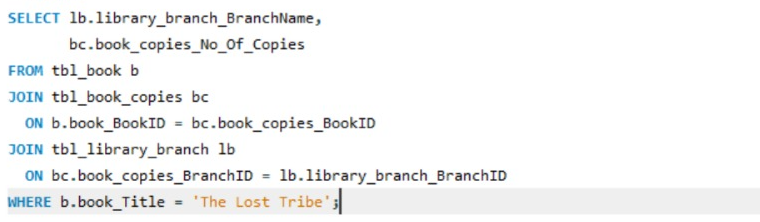 SELECT lb.library_branch_BranchName,
bc.book_copies_No_Of_Copies
FROM tbl_book b
JOIN tbl_book_copies bc
ON b.book_BookID = bc.book_copies_BookID
JOIN tbl_library_branch lb
ON bc.book_copies_BranchID = lb.library_branch_BranchID
WHERE b.book_Title = 'The Lost Tribe';